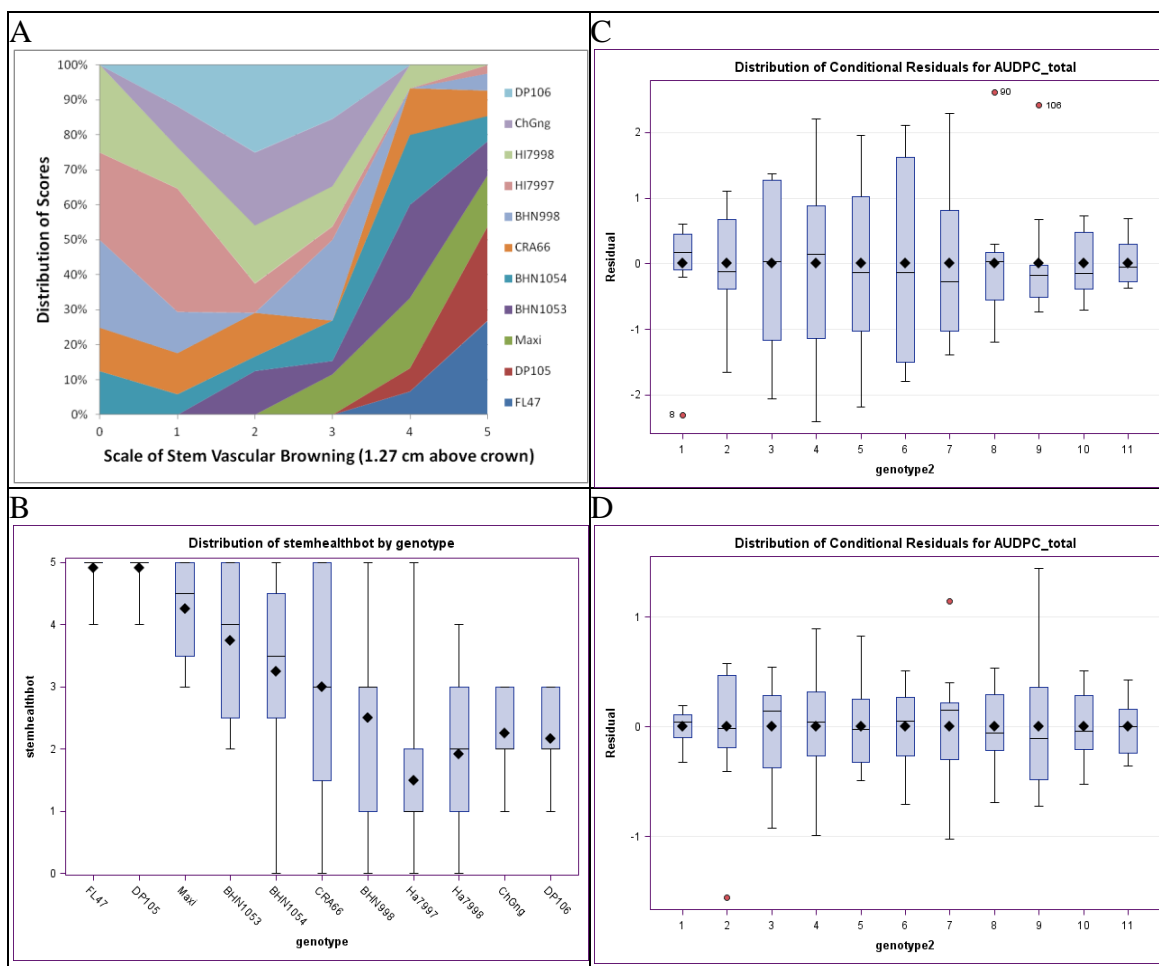 A
100%
90%
80%
70%
60%
50%
40%
30%
20%
10%
0%
Distribution of Scores
0 1 2 3 4 5
Scale of Stem Vascular Browning (1.27 cm above crown)
DP106
ChGng
HI7998
HI7997
BHN998
CRA66
BHN1054
BHN1053
Maxi
DP105
FL47
B
Distribution of stemhealthbot by genotype
5
4
3
2
1
0
stemhealthbot
FL47 DP105 Maxi BHN1053 BHN1054 CRA66 BHN998 Ha7997 Ha7998 ChGng DP106
genotype
C
Distribution of Conditional Residuals for AUDPC_total
2
1
0
-1
-2
Residual
90
106
8
1 2 3 4 5 6 7 8 9 10 11
genotype2
D
Distribution of Conditional Residuals for AUDPC_total
1
0
-1
Residual
1 2 3 4 5 6 7 8 9 10 11
genotype2